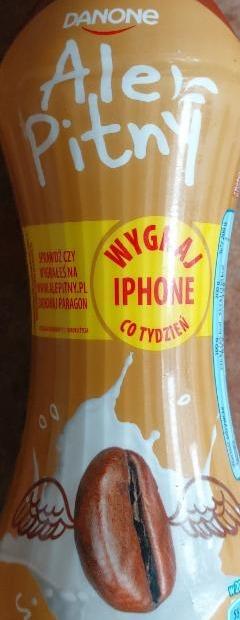 DANONE
Ale
Pitny
SPRAWDŹ CZY
WYGRAŁEŚ NA
WWW.ALEPITNY.PL
ZACHOWAJ PARAGON
WYGRAJ
IPHONE
CO TYDZIEŃ